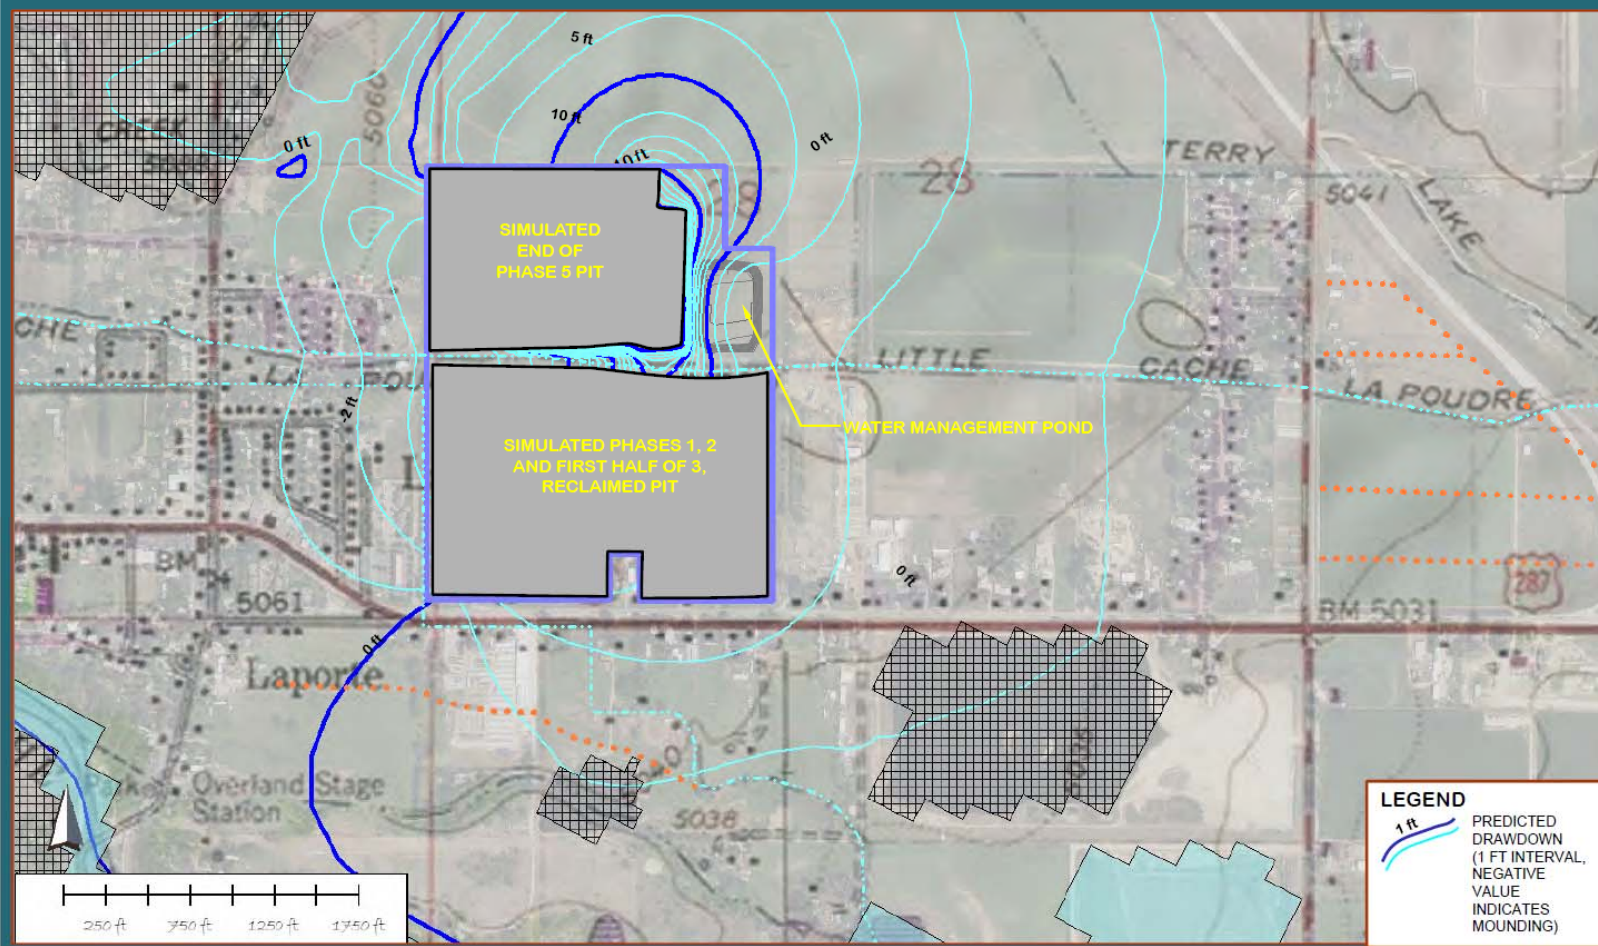 5 ft
10 ft
10 ft
0 ft
0 ft
5060
CREEK
28
TERRY
LAKE
5041
SIMULATED
END OF
PHASE 5 PIT
CHE
LITTLE
CACHE
LA POUDRE
-2 ft
WATER MANAGEMENT POND
SIMULATED PHASES 1, 2
AND FIRST HALF OF 3,
RECLAIMED PIT
BM
5061
0 ft
287
BM 5031
0 ft
Laporte
Overland Stage
Station
5036
LEGEND
1 ft
PREDICTED
DRAWDOWN
(1 FT INTERVAL,
NEGATIVE
VALUE
INDICATES
MOUNDING)
250 ft
750 ft
1250 ft
1750 ft